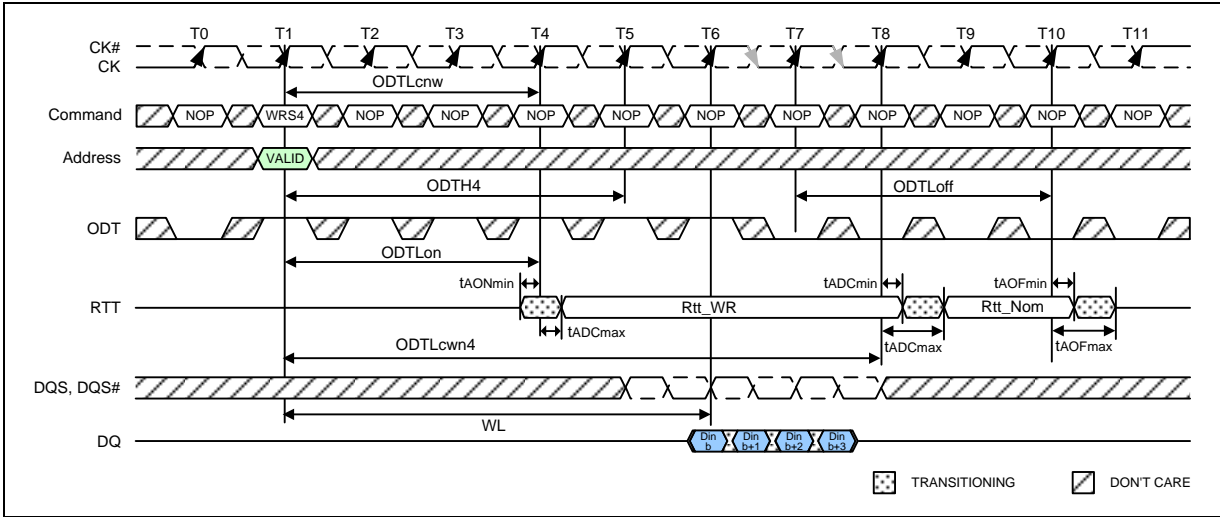 T0 T1 T2 T3 T4 T5 T6 T7 T8 T9 T10 T11
CK#
CK
ODTLcnw
Command NOP WRS4 NOP NOP NOP NOP NOP NOP NOP NOP NOP NOP
Address VALID
ODTH4 ODTLoff
ODT
ODTLon
tAONmin tADCmin tAOFmin
RTT Rtt_WR Rtt_Nom
tADCmax
ODTLcwn4 tADCmax tAOFmax
DQS, DQS#
WL
DQ Din b Din b+1 Din b+2 Din b+3
TRANSITIONING DON'T CARE